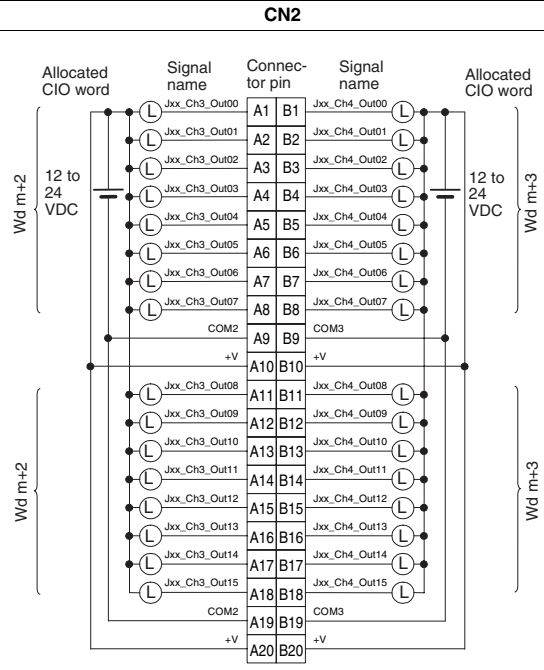 CN2
Allocated
CIO word
Signal
name
Connec-
tor pin
Signal
name
Allocated
CIO word
Wd m+2
12 to
24
VDC
12 to
24
VDC
Wd m+3
L Jxx_Ch3_Out00 A1 B1 Jxx_Ch4_Out00 L
L Jxx_Ch3_Out01 A2 B2 Jxx_Ch4_Out01 L
L Jxx_Ch3_Out02 A3 B3 Jxx_Ch4_Out02 L
L Jxx_Ch3_Out03 A4 B4 Jxx_Ch4_Out03 L
L Jxx_Ch3_Out04 A5 B5 Jxx_Ch4_Out04 L
L Jxx_Ch3_Out05 A6 B6 Jxx_Ch4_Out05 L
L Jxx_Ch3_Out06 A7 B7 Jxx_Ch4_Out06 L
L Jxx_Ch3_Out07 A8 B8 Jxx_Ch4_Out07 L
COM2 A9 B9 COM3
+V A10 B10 +V
Wd m+2
Wd m+3
L Jxx_Ch3_Out08 A11 B11 Jxx_Ch4_Out08 L
L Jxx_Ch3_Out09 A12 B12 Jxx_Ch4_Out09 L
L Jxx_Ch3_Out10 A13 B13 Jxx_Ch4_Out10 L
L Jxx_Ch3_Out11 A14 B14 Jxx_Ch4_Out11 L
L Jxx_Ch3_Out12 A15 B15 Jxx_Ch4_Out12 L
L Jxx_Ch3_Out13 A16 B16 Jxx_Ch4_Out13 L
L Jxx_Ch3_Out14 A17 B17 Jxx_Ch4_Out14 L
L Jxx_Ch3_Out15 A18 B18 Jxx_Ch4_Out15 L
COM2 A19 B19 COM3
+V A20 B20 +V